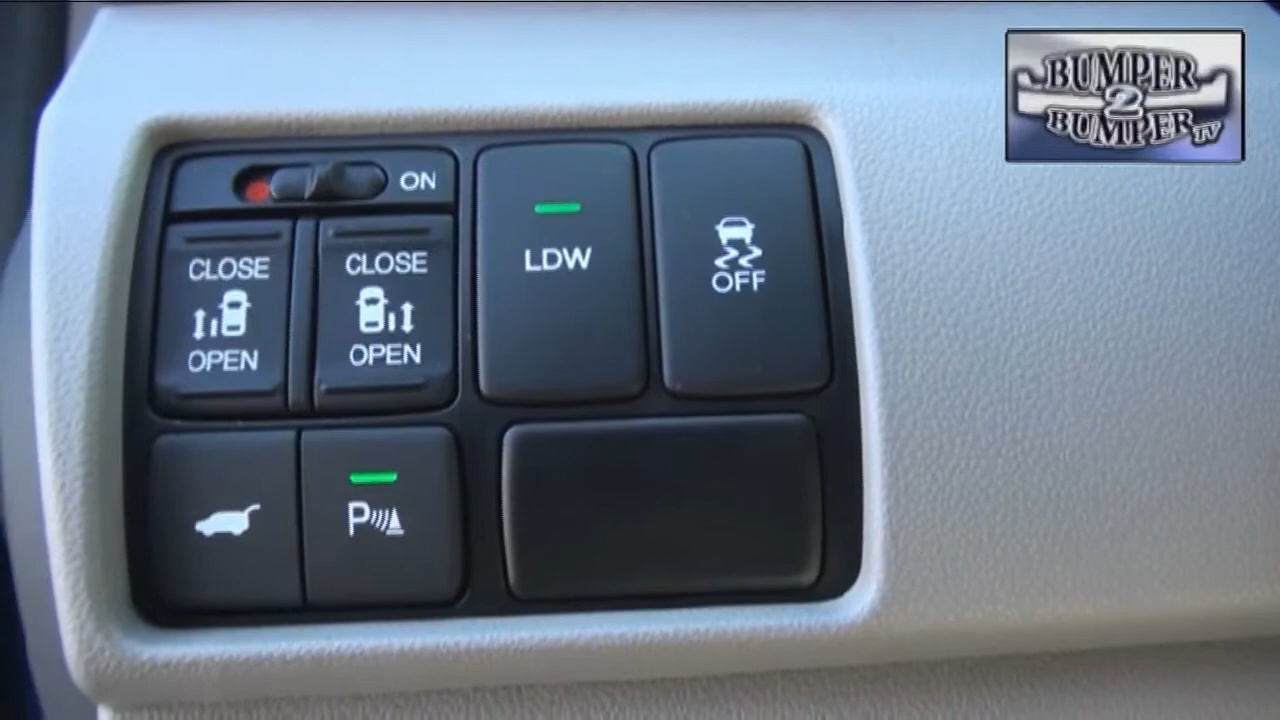 BUMPER
2
BUMPER TV
ON
CLOSE
OPEN
CLOSE
OPEN
LDW
OFF
P